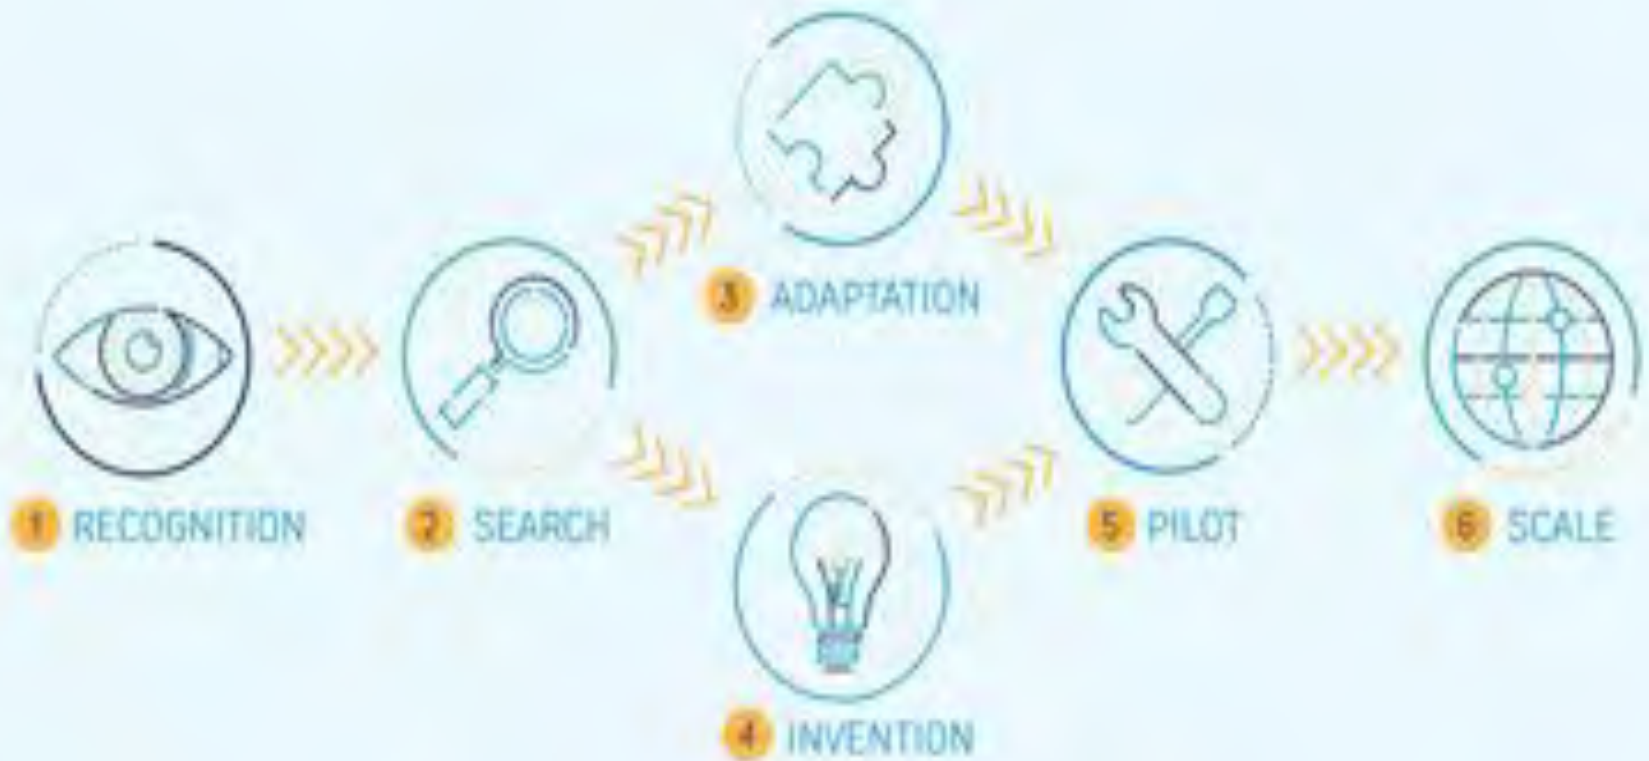 1 RECOGNITION
2 SEARCH
3 ADAPTATION
4 INVENTION
5 PILOT
6 SCALE